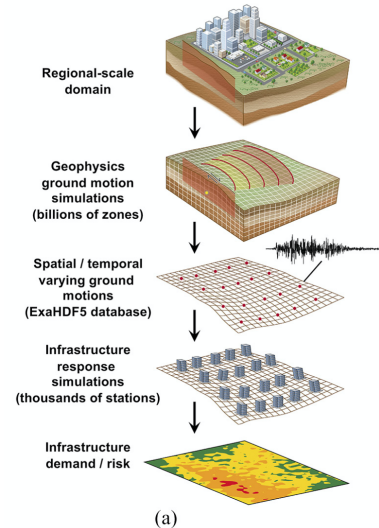 Regional-scale
domain
Geophysics
ground motion
simulations
(billions of zones)
Spatial / temporal
varying ground
motions
(ExaHDF5 database)
Infrastructure
response
simulations
(thousands of stations)
Infrastructure
demand / risk
(a)